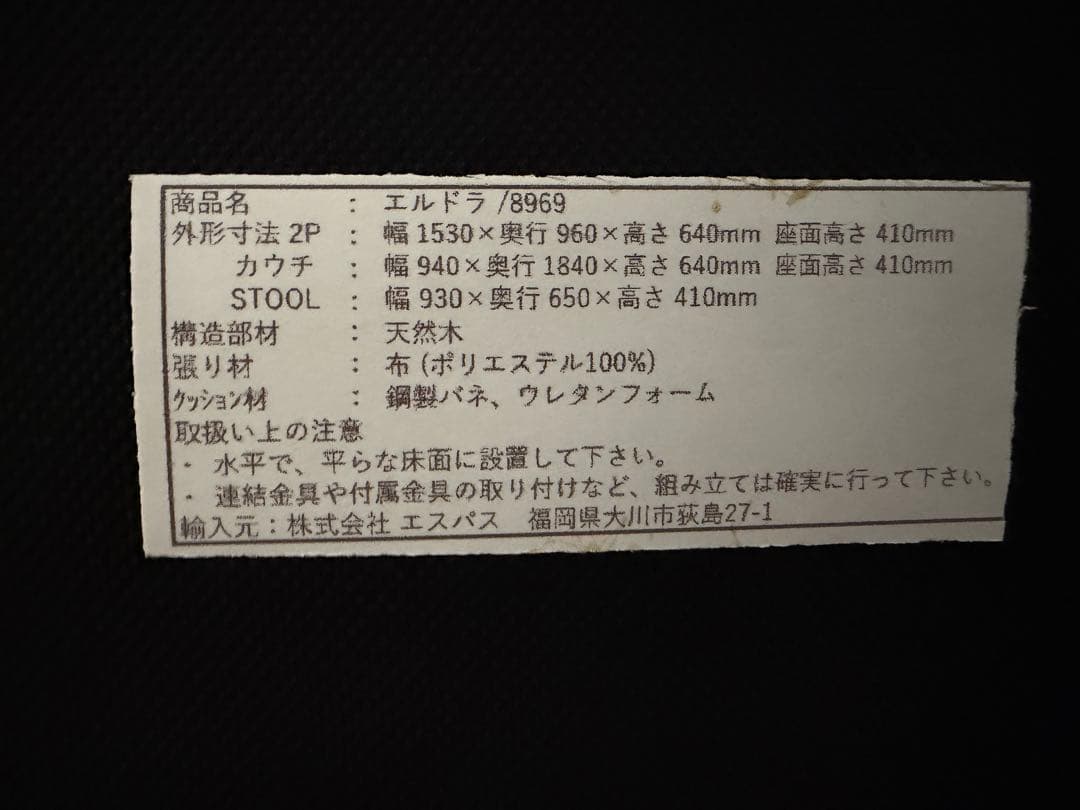 商品名 : エルドラ /8969
外形寸法 2P : 幅 1530×奥行 960×高さ 640mm 座面高さ 410mm
カウチ : 幅 940×奥行 1840×高さ 640mm 座面高さ 410mm
STOOL : 幅 930×奥行 650×高さ 410mm
構造部材 : 天然木
張り材 : 布 (ポリエステル100%)
クッション材 : 鋼製バネ、ウレタンフォーム
取扱い上の注意
・ 水平で、平らな床面に設置して下さい。
・ 連結金具や付属金具の取り付けなど、組み立ては確実に行って下さい。
輸入元：株式会社 エスパス 福岡県大川市荻島27-1